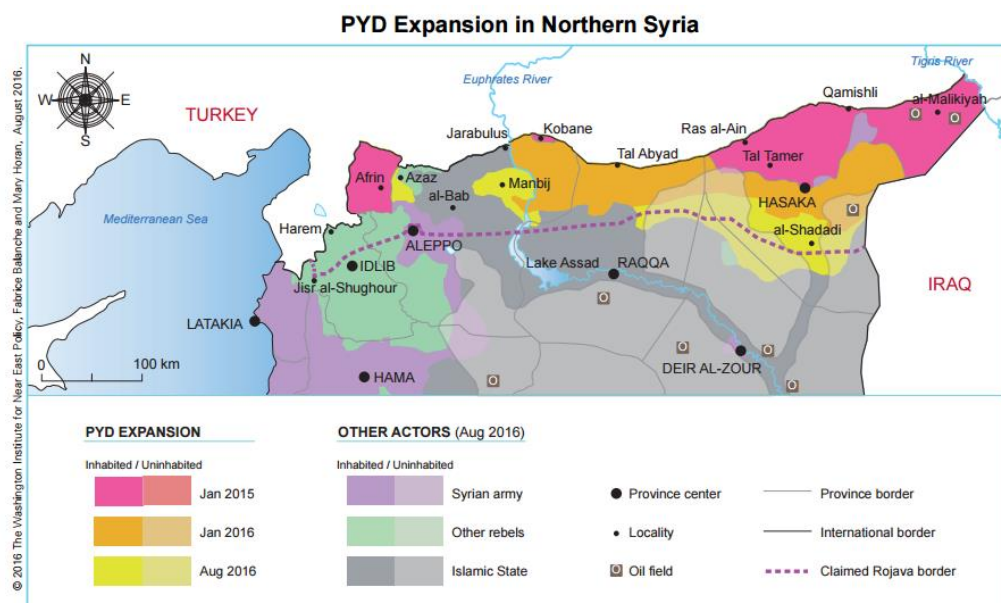 PYD Expansion in Northern Syria
© 2016 The Washington Institute for Near East Policy, Fabrice Balanche and Mary Horan, August 2016.
N
W
E
S
TURKEY
Euphrates River
Tigris River
Qamishli
al-Malikiyah
Jarabulus
Kobane
Ras al-Ain
Tal Abyad
Tal Tamer
Afrin
Azaz
Manbij
al-Bab
HASAKA
Mediterranean Sea
Harem
ALEPPO
al-Shadadi
IDLIB
Lake Assad
RAQQA
Jisr al-Shughour
IRAQ
LATAKIA
0
100 km
DEIR AL-ZOUR
HAMA
O
O
O
O
O
O
O
O
PYD EXPANSION
Inhabited / Uninhabited
Jan 2015
Jan 2016
Aug 2016
OTHER ACTORS (Aug 2016)
Inhabited / Uninhabited
Syrian army
Other rebels
Islamic State
Province center
Locality
O
Oil field
Province border
International border
Claimed Rojava border